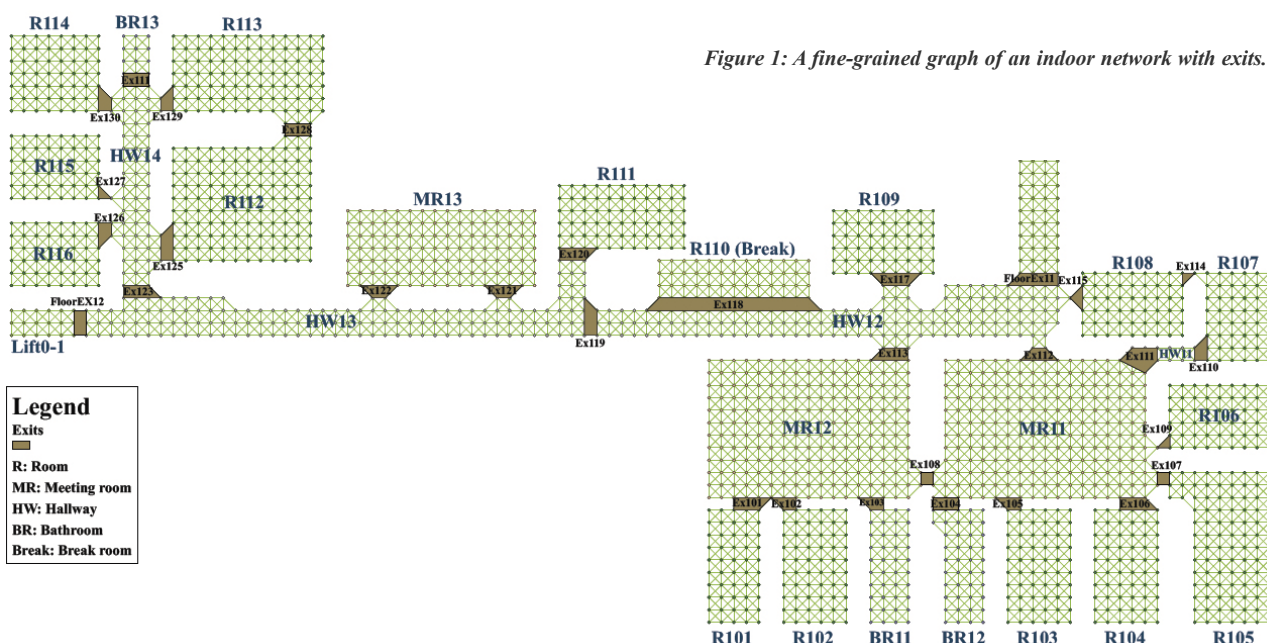 R114
BR13
R113
Figure 1: A fine-grained graph of an indoor network with exits.
Ex111
Ex130
Ex129
Ex128
HW14
R115
Ex127
R111
R112
MR13
R109
Ex126
R116
R110 (Break)
Ex120
Ex125
R108
Ex114
R107
Ex117
FloorEx11
Ex115
Ex123
Ex122
Ex121
FloorEX12
Ex118
HW13
HW12
Lift0-1
Ex119
Ex113
Ex112
Ex111
HW11
Ex110
Legend
Exits
R: Room
MR: Meeting room
HW: Hallway
BR: Bathroom
Break: Break room
R106
MR12
MR11
Ex109
Ex108
Ex107
Ex101
Ex102
Ex103
Ex104
Ex105
Ex106
R101
R102
BR11
BR12
R103
R104
R105